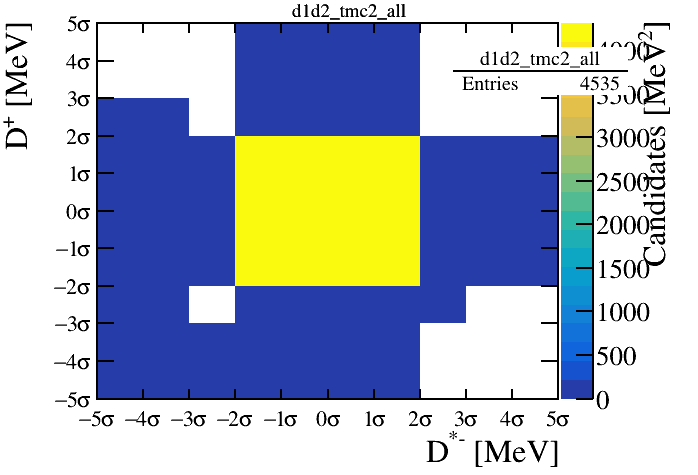 d1d2_tmc2_all
D+ [MeV]
5σ
4σ
3σ
2σ
1σ
0σ
−1σ
−2σ
−3σ
−4σ
−5σ
−5σ −4σ −3σ −2σ −1σ 0σ 1σ 2σ 3σ 4σ 5σ
D*- [MeV]
d1d2_tmc2_all
Entries 4535
3000
2500
2000
1500
1000
500
0
Candidates [MeV2]